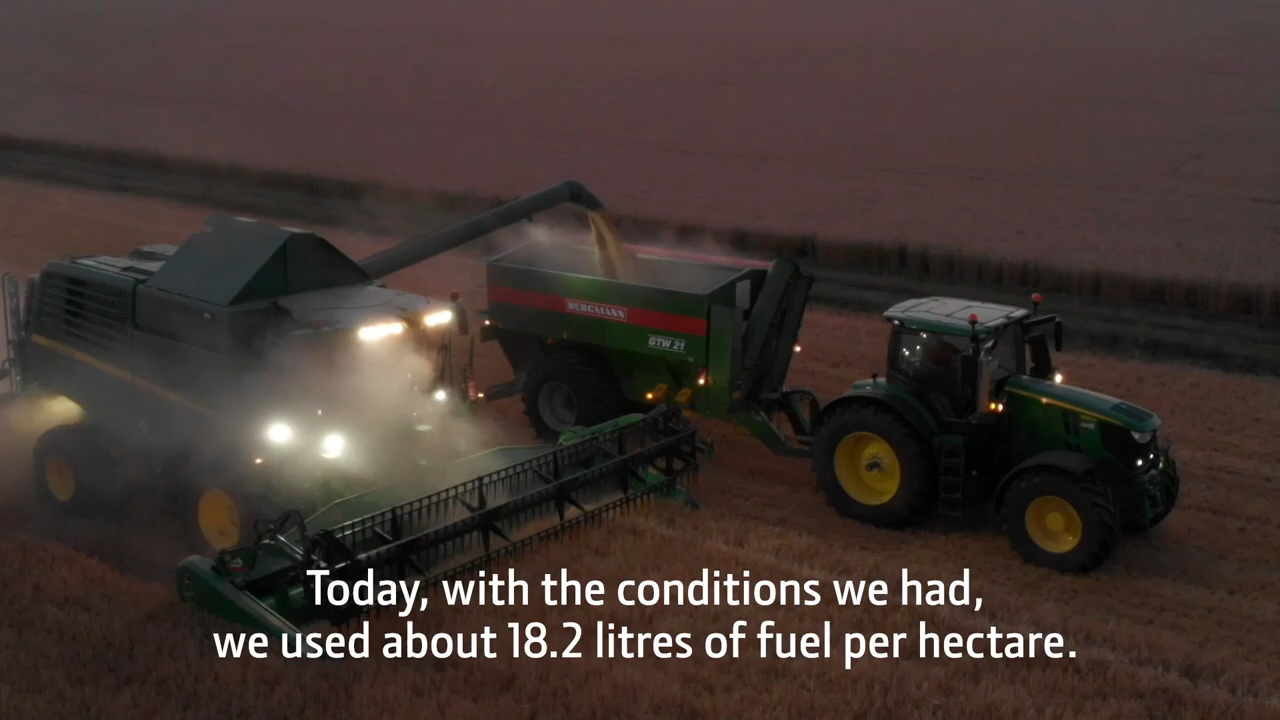 BERGMANN
GTW 21
Today, with the conditions we had,
we used about 18.2 litres of fuel per hectare.